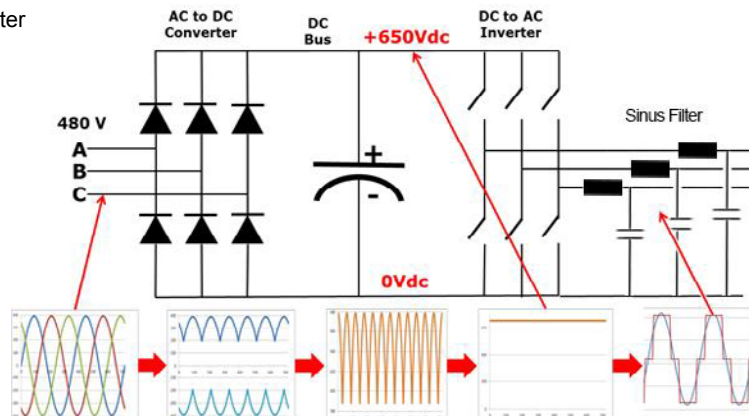 ter
AC to DC
Converter
DC
Bus
+650Vdc
DC to AC
Inverter
Sinus Filter
480 V
A
B
C
+
-
0Vdc